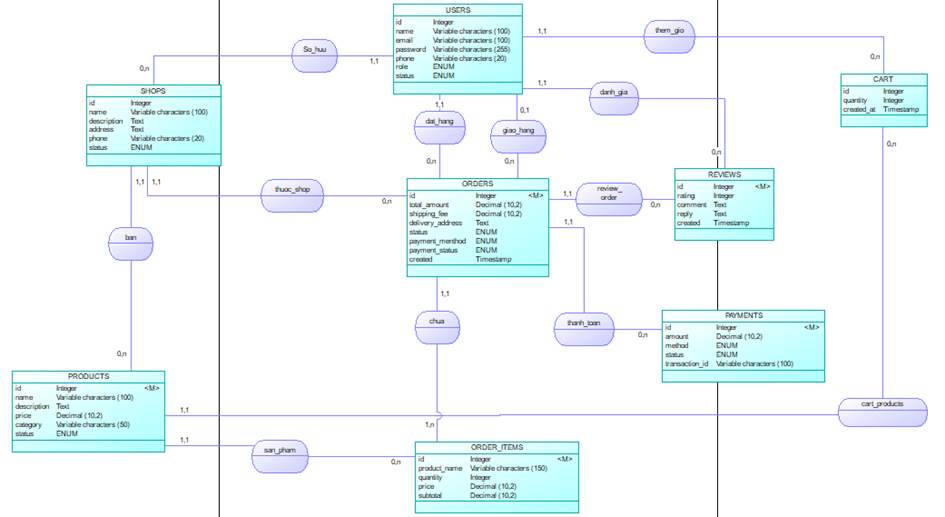 USERS
id Integer
name Variable characters (100)
email Variable characters (100)
password Variable characters (255)
phone Variable characters (20)
role ENUM
status ENUM
1,1
them_gio
0,n
So_huu
1,1
0,n
1,1
danh_gia
0,n
CART
id Integer
quantity Integer
created_at Timestamp
0,n
SHOPS
id Integer
name Variable characters (100)
description Text
address Text
phone Variable characters (20)
status ENUM
1,1
dat_hang
0,n
0,1
giao_hang
0,n
1,1
1,1
thuoc_shop
0,n
ORDERS
id Integer <M>
total_amount Decimal (10,2)
shipping_fee Decimal (10,2)
delivery_address Text
status ENUM
payment_menthod ENUM
payment_status ENUM
created Timestamp
1,1
review_
order
0,n
REVIEWS
id Integer <M>
rating Integer
comment Text
reply Text
created Timestamp
1,1
ban
0,n
1,1
chua
1,n
thanh_toan
0,n
PAYMENTS
id Integer <M>
amount Decimal (10,2)
method ENUM
status ENUM
transaction_id Variable characters (100)
PRODUCTS
id Integer <M>
name Variable characters (100)
description Text
price Decimal (10,2)
category Variable characters (50)
status ENUM
1,1
cart_products
1,1
san_pham
0,n
ORDER_ITEMS
id Integer <M>
product_name Variable characters (150)
quantity Integer
price Decimal (10,2)
subtotal Decimal (10,2)